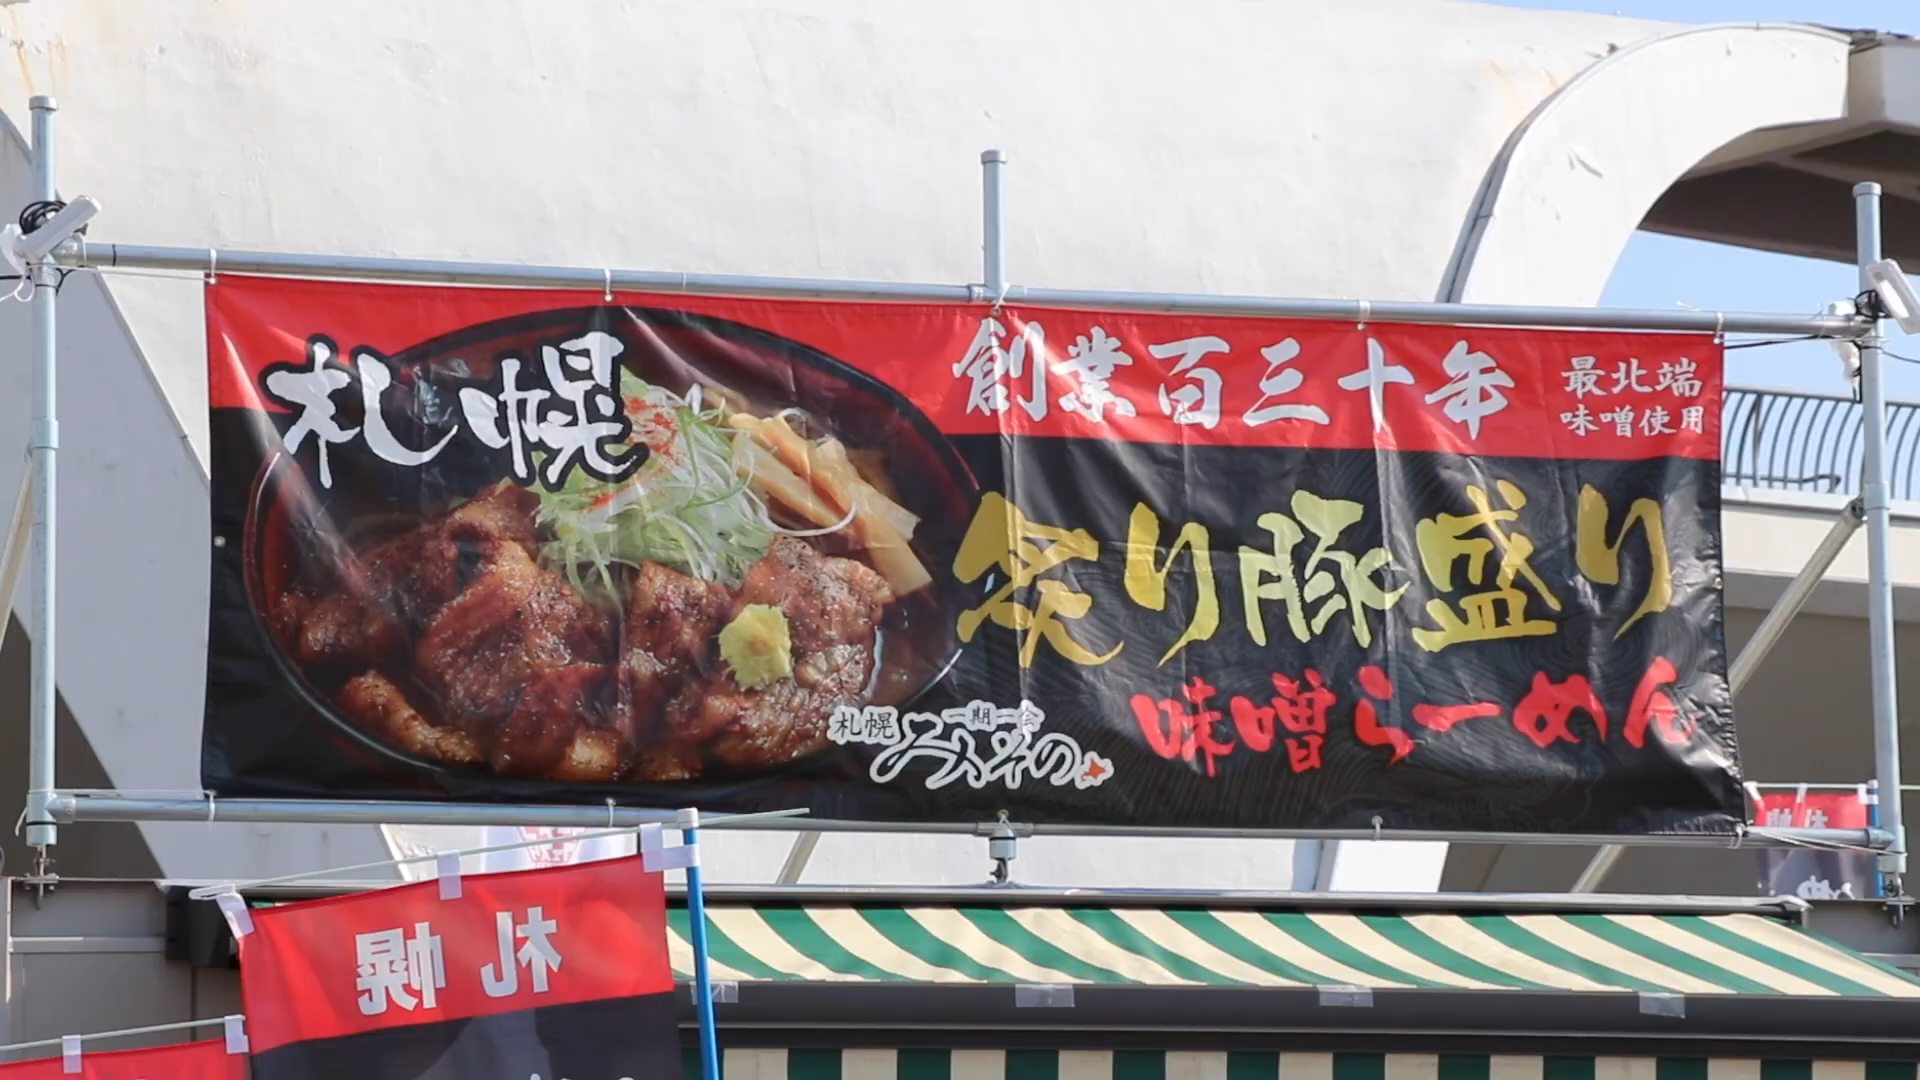 札幌
創業百三十年
最北端
味噌使用
炙り豚盛り
味噌らーめん
札幌
一期一会
みその
札幌